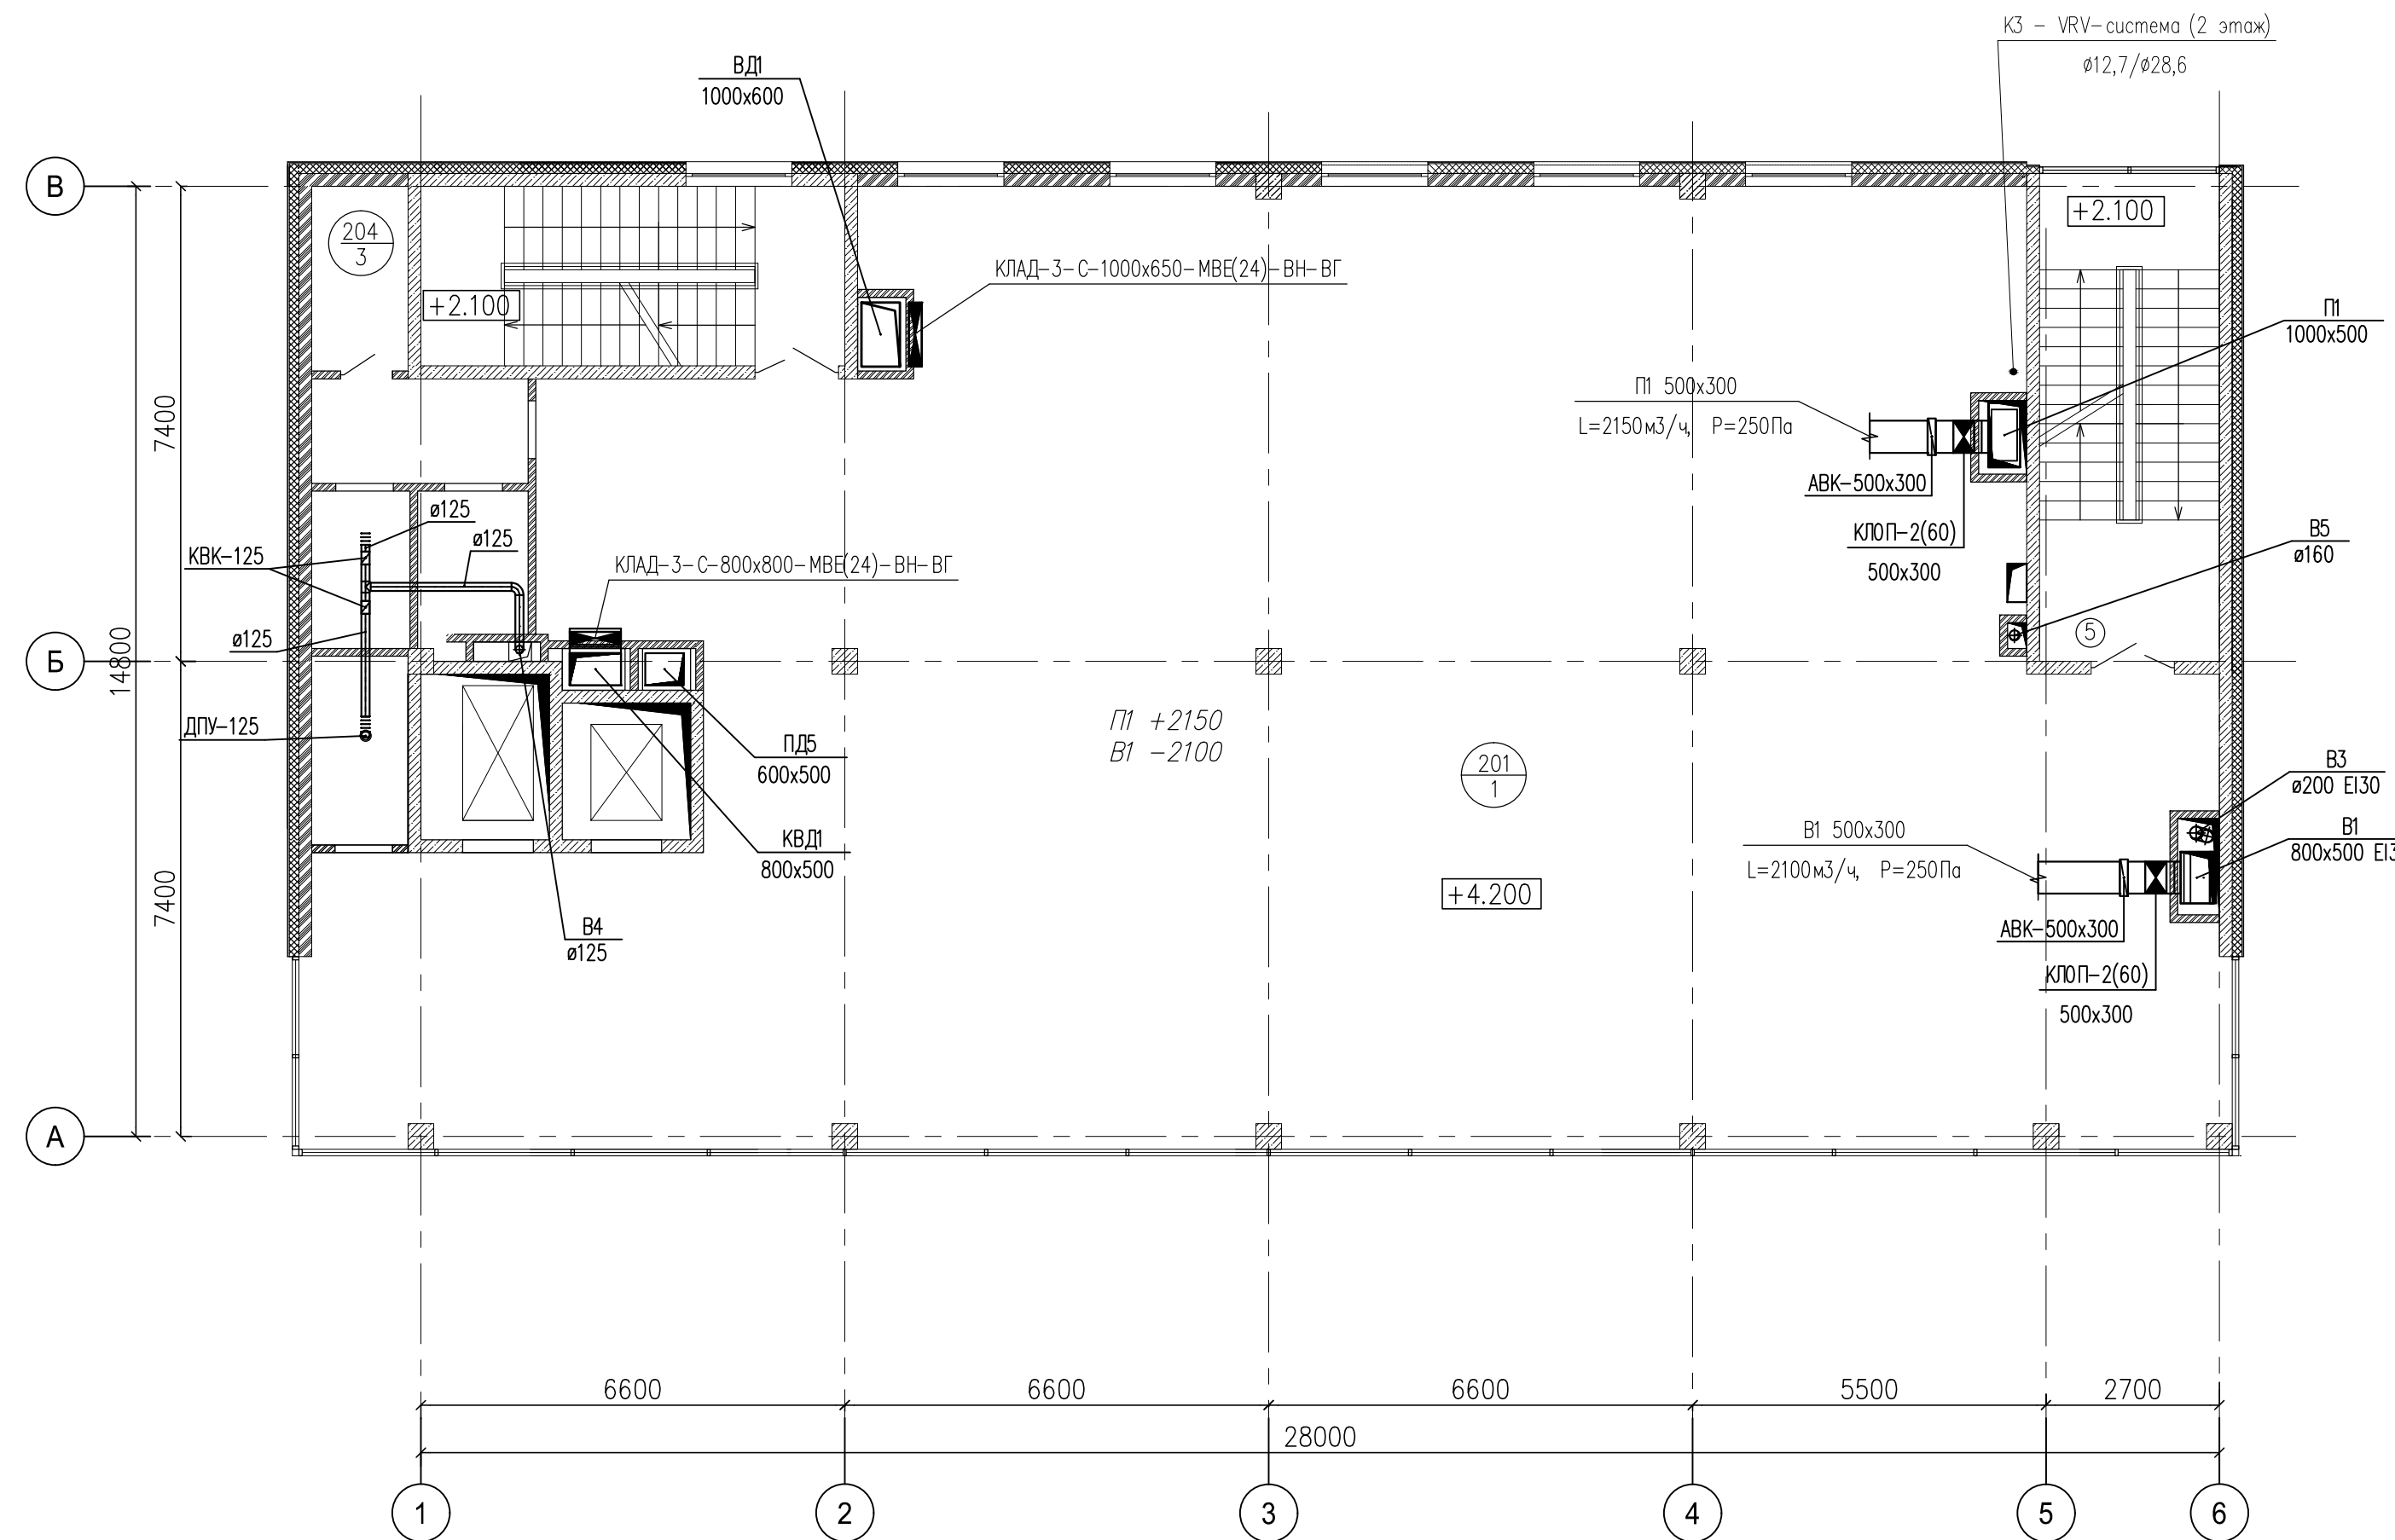 К3 - VRV-система (2 этаж)
ø12,7/ø28,6
ВД1
1000х600
В
+2.100
204
3
КЛАД-3-С-1000х650-МВЕ(24)-ВН-ВГ
+2.100
П1
1000х500
П1 500х300
L=2150м3/ч, P=250Па
7400
АВК-500х300
ø125
КЛОП-2(60)
500х300
В5
ø160
ø125
КВК-125
КЛАД-3-С-800х800-МВЕ(24)-ВН-ВГ
ø125
5
Б
14800
П1 +2150
В1 -2100
ДПУ-125
ПД5
600х500
201
1
В3
ø200 EI30
КВД1
800х500
В1 500х300
L=2100м3/ч, P=250Па
В1
800х500 EI3
7400
+4.200
В4
ø125
АВК-500х300
КЛОП-2(60)
500х300
А
6600
6600
6600
5500
2700
28000
1
2
3
4
5
6